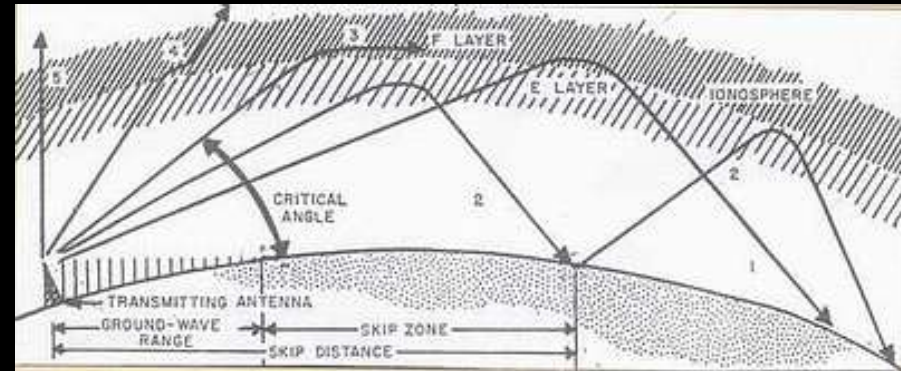 5
4
3
F LAYER
E LAYER
IONOSPHERE
CRITICAL
ANGLE
2
2
1
TRANSMITTING ANTENNA
GROUND-WAVE
RANGE
SKIP ZONE
SKIP DISTANCE